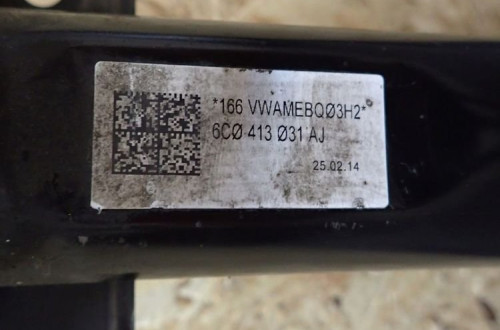 *166 VWAMEBQØ3H2*
6CØ 413 Ø31 AJ
25.02.14